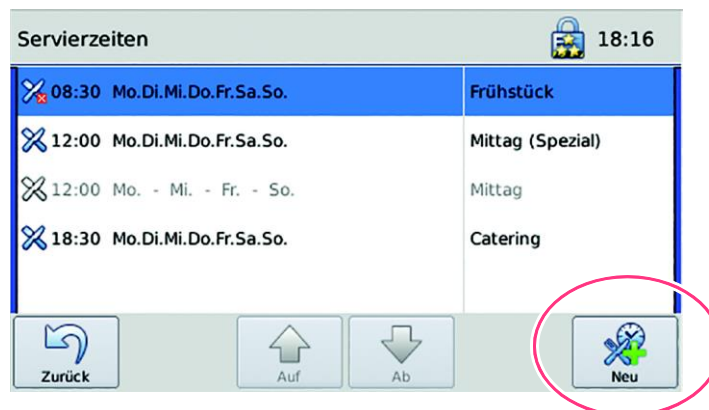 Servierzeiten 18:16
08:30 Mo.Di.Mi.Do.Fr.Sa.So. Frühstück
12:00 Mo.Di.Mi.Do.Fr.Sa.So. Mittag (Spezial)
12:00 Mo. - Mi. - Fr. - So. Mittag
18:30 Mo.Di.Mi.Do.Fr.Sa.So. Catering
Zurück Auf Ab Neu